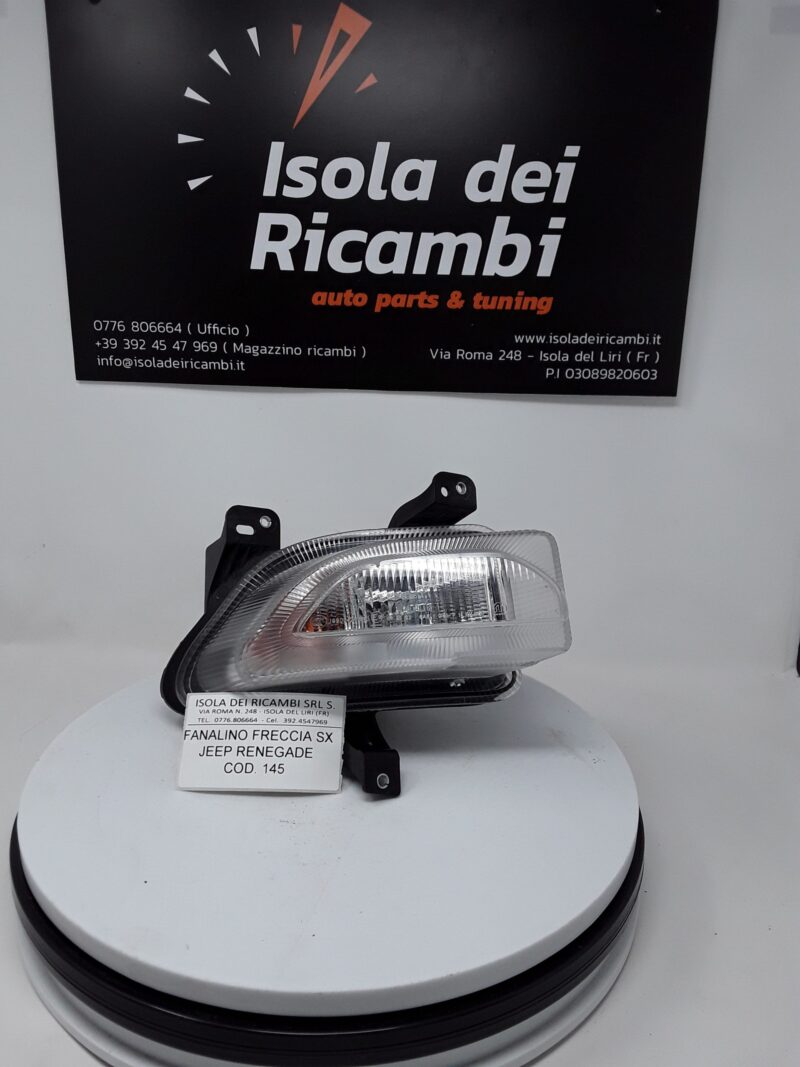 Isola dei
Ricambi
auto parts & tuning
0776 806664 ( Ufficio )
+39 392 45 47 969 ( Magazzino ricambi )
info@isoladeiricambi.it
www.isoladeiricambi.it
Via Roma 248 - Isola del Liri ( Fr )
P.I 03089820603
ISOLA DEI RICAMBI SRL S.
VIA ROMA N. 248 - ISOLA DEL LIRI (FR)
TEL. 0776.806664 - Cel. 392.4547969
FANALINO FRECCIA SX
JEEP RENEGADE
COD. 145